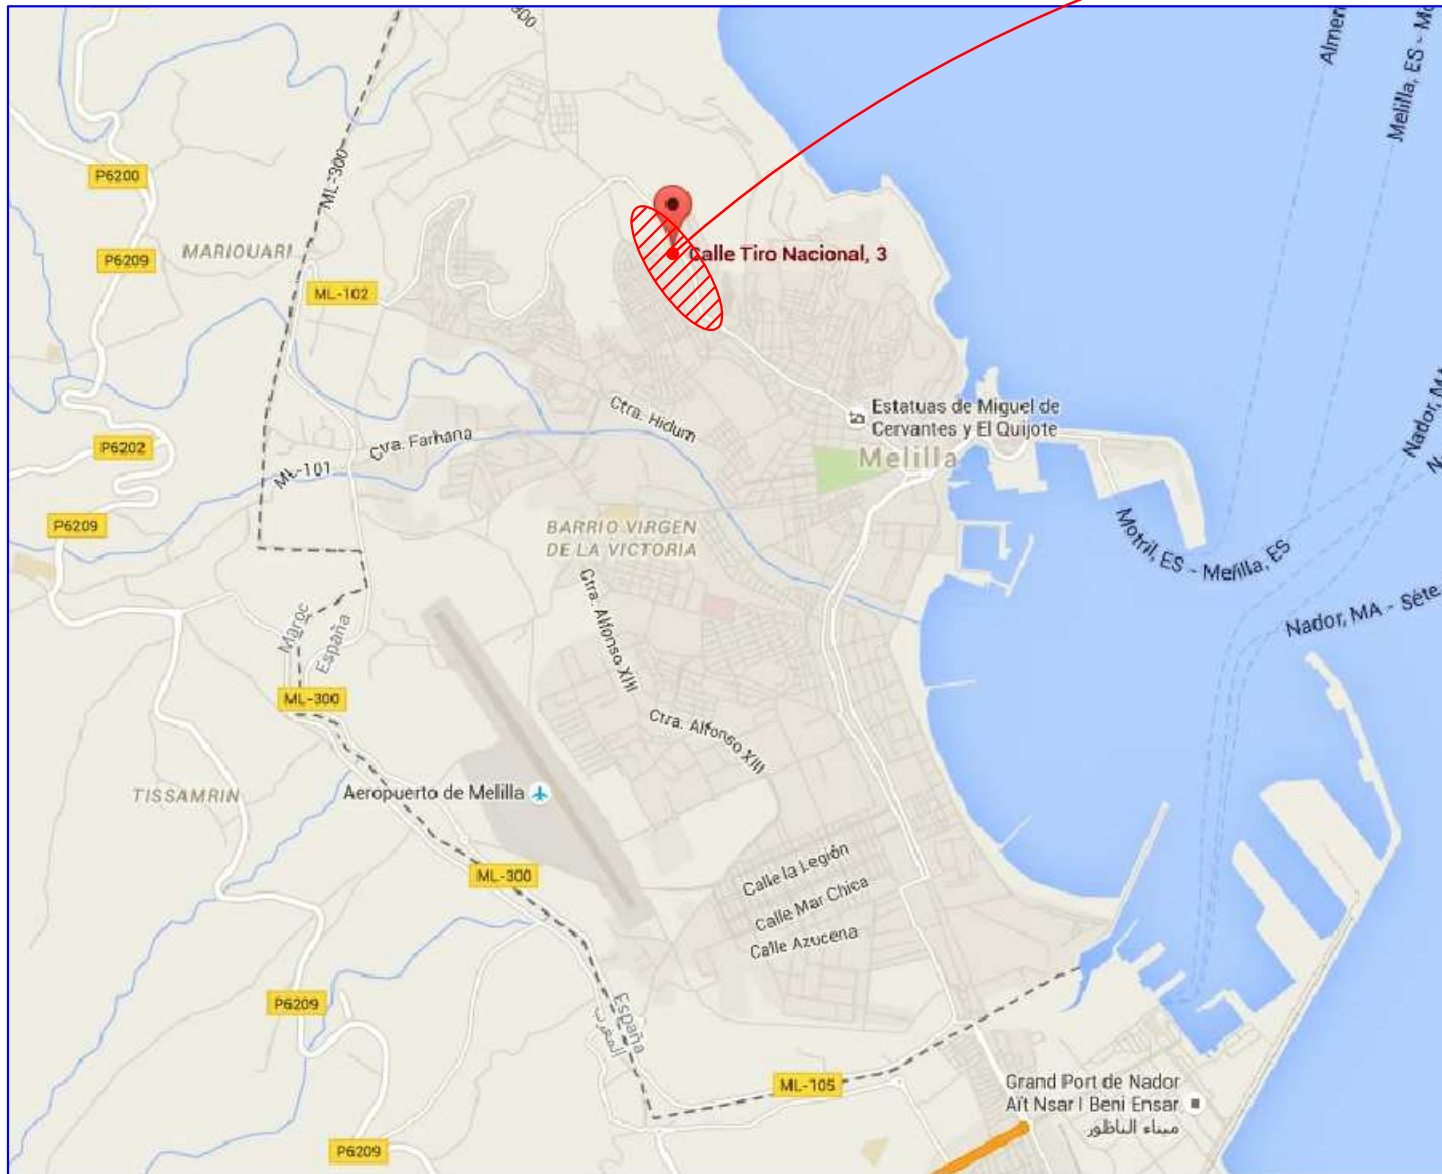 900
Almer
Melilla, ES - Mo
P6200
ML-300
MARIOUARI
P6209
ML-102
Calle Tiro Nacional, 3
Ctra. Hidum
Estatuas de Miguel de
Cervantes y El Quijote
Melilla
Nador, MA
N
P6202
Ctra. Farhana
ML-101
P6209
BARRIO VIRGEN
DE LA VICTORIA
Motril, ES - Melilla, ES
Nador, MA - Sète
Maroc
España
Ctra. Alfonso XIII
ML-300
Ctra. Alfonso XIII
TISSAMRIN
Aeropuerto de Melilla
ML-300
Calle la Legión
Calle Mar Chica
Calle Azucena
P6209
España
المغرب
ML-105
Grand Port de Nador
Aït Nsar | Beni Ensar
ميناء الناظور
P6209